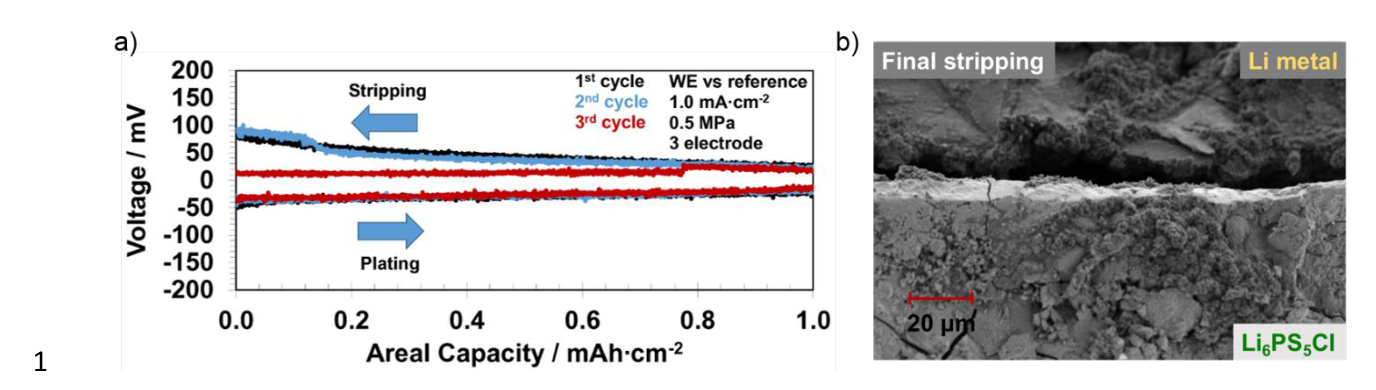 a)
200
150
100
50
0
-50
-100
-150
-200
Voltage / mV
Stripping
Plating
1st cycle
2nd cycle
3rd cycle
WE vs reference
1.0 mA·cm-2
0.5 MPa
3 electrode
0.0 0.2 0.4 0.6 0.8 1.0
Areal Capacity / mAh·cm-2
b)
Final stripping
Li metal
20 µm
Li6PS5Cl
1